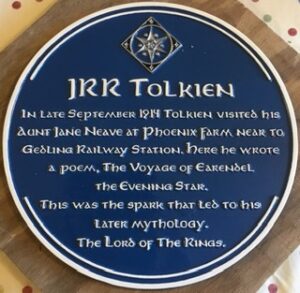 JRR Tolkien
In late September 1914 Tolkien visited his
Aunt Jane Neave at Phoenix Farm near to
Gedling Railway Station. Here he wrote
a poem, The Voyage of Earendel
the Evening Star.
This was the spark that led to his
later mythology.
The Lord of The Rings.